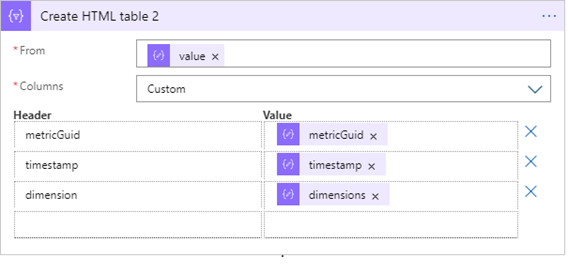 Create HTML table 2 ...
* From value ×
* Columns Custom
Header Value
metricGuid metricGuid ×
timestamp timestamp ×
dimension dimensions ×